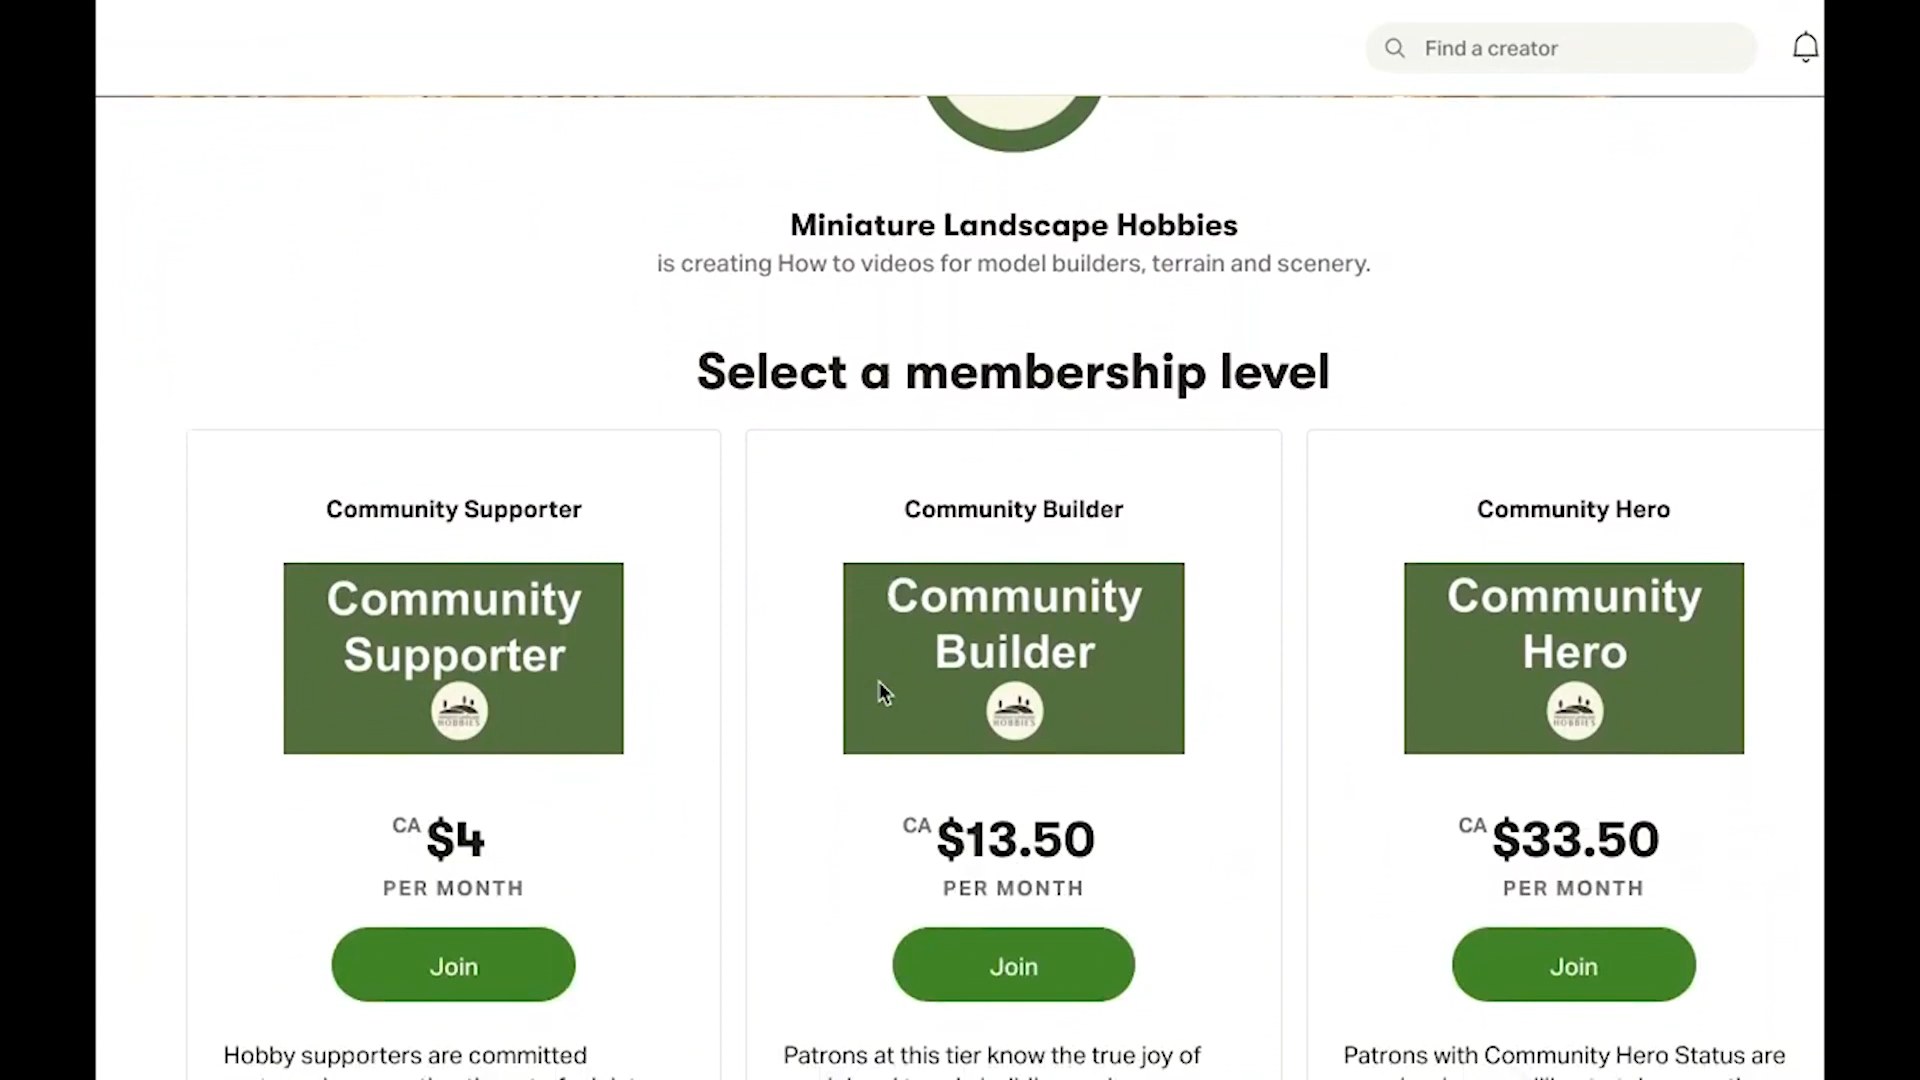 Find a creator
Miniature Landscape Hobbies
is creating How to videos for model builders, terrain and scenery.
Select a membership level
Community Supporter
Community Builder
Community Hero
Community
Supporter
HOBBIES
Community
Builder
HOBBIES
Community
Hero
HOBBIES
CA $4
PER MONTH
CA $13.50
PER MONTH
CA $33.50
PER MONTH
Join
Join
Join
Hobby supporters are committed
Patrons at this tier know the true joy of
Patrons with Community Hero Status are